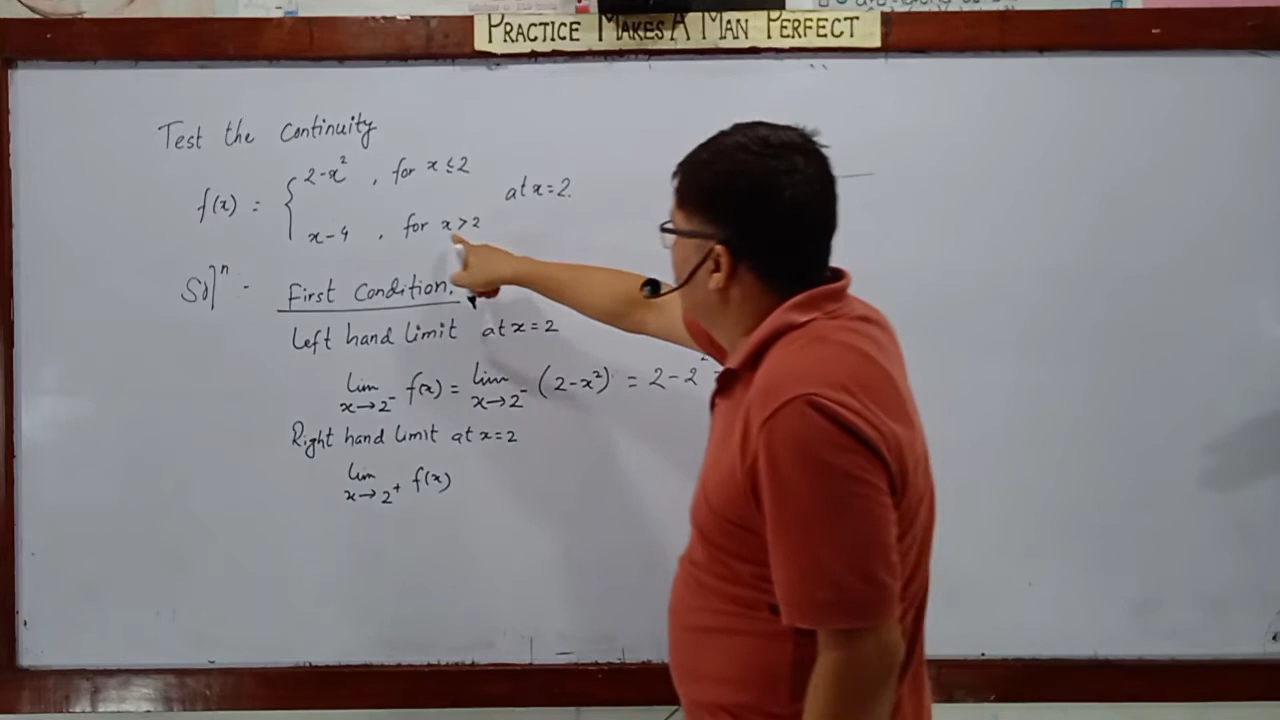 PRACTICE MAKES A MAN PERFECT
Test the Continuity
f(x) = { 2-x² , for x ≤ 2
x-4 , for x > 2
at x = 2.
Solⁿ - First Condition.
Left hand limit at x = 2
lim x→2⁻ f(x) = lim x→2⁻ (2-x²) = 2-2²
Right hand limit at x = 2
lim x→2⁺ f(x)